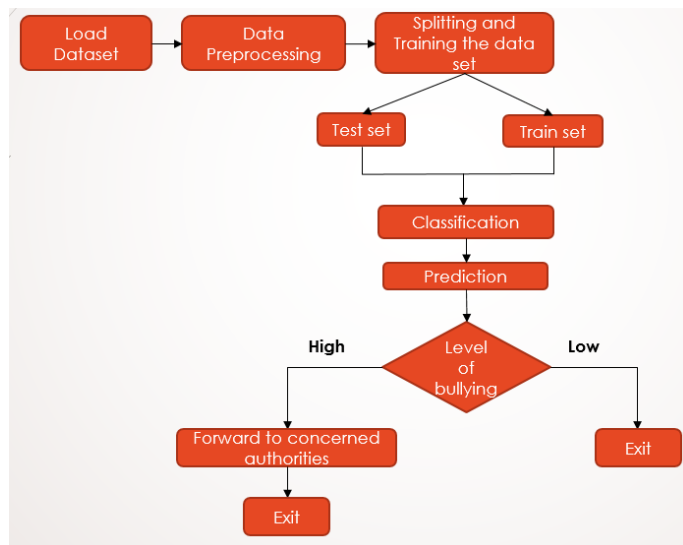 Load
Dataset
Data
Preprocessing
Splitting and
Training the data
set
Test set
Train set
Classification
Prediction
High
Level
of
bullying
Low
Forward to concerned
authorities
Exit
Exit